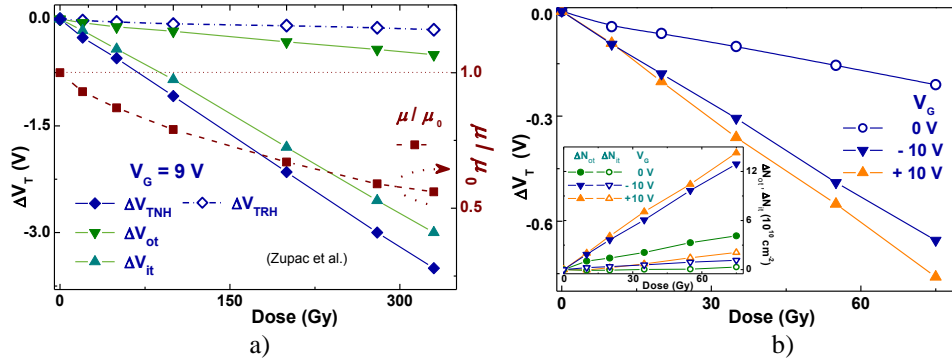 0.0
-1.5
-3.0
ΔV_T (V)
V_G = 9 V
ΔV_TNH
ΔV_TRH
ΔV_ot
ΔV_it
(Zupac et al.)
μ / μ_0
1.0
0.5
μ / μ_0
0 150 300
Dose (Gy)
a)
0.0
-0.3
-0.6
ΔV_T (V)
V_G
0 V
- 10 V
+ 10 V
ΔN_ot ΔN_it V_G
0 V
- 10 V
+10 V
12
6
0
ΔN_ot, ΔN_it (10^10 cm^-2)
0 30 60
Dose (Gy)
0 30 60
Dose (Gy)
b)